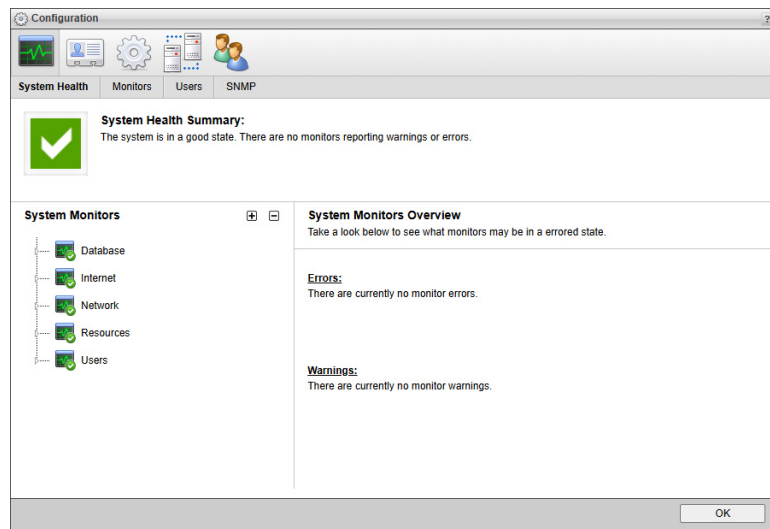 Configuration
?
System Health Monitors Users SNMP
System Health Summary:
The system is in a good state. There are no monitors reporting warnings or errors.
System Monitors
Database
Internet
Network
Resources
Users
System Monitors Overview
Take a look below to see what monitors may be in a errored state.
Errors:
There are currently no monitor errors.
Warnings:
There are currently no monitor warnings.
OK